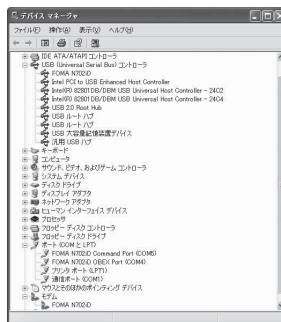 デバイス マネージャ
ファイル(F) 操作(A) 表示(V) ヘルプ(H)
IDE ATA/ATAPI コントローラ
USB (Universal Serial Bus) コントローラ
FOMA N702iD
Intel PCI to USB Enhanced Host Controller
Intel(R) 82801DB/DBM USB Universal Host Controller - 24C2
Intel(R) 82801DB/DBM USB Universal Host Controller - 24C4
USB 2.0 Root Hub
USB ルート ハブ
USB ルート ハブ
USB 大容量記憶装置デバイス
汎用 USB ハブ
キーボード
コンピュータ
サウンド、ビデオ、およびゲーム コントローラ
システム デバイス
ディスク ドライブ
ディスプレイ アダプタ
ネットワーク アダプタ
ヒューマン インターフェイス デバイス
プロセッサ
フロッピー ディスク コントローラ
フロッピー ディスク ドライブ
ポート (COM と LPT)
FOMA N702iD Command Port (COM5)
FOMA N702iD OBEX Port (COM4)
プリンタ ポート (LPT1)
通信ポート (COM1)
マウスとそのほかのポインティング デバイス
モデム
FOMA N702iD